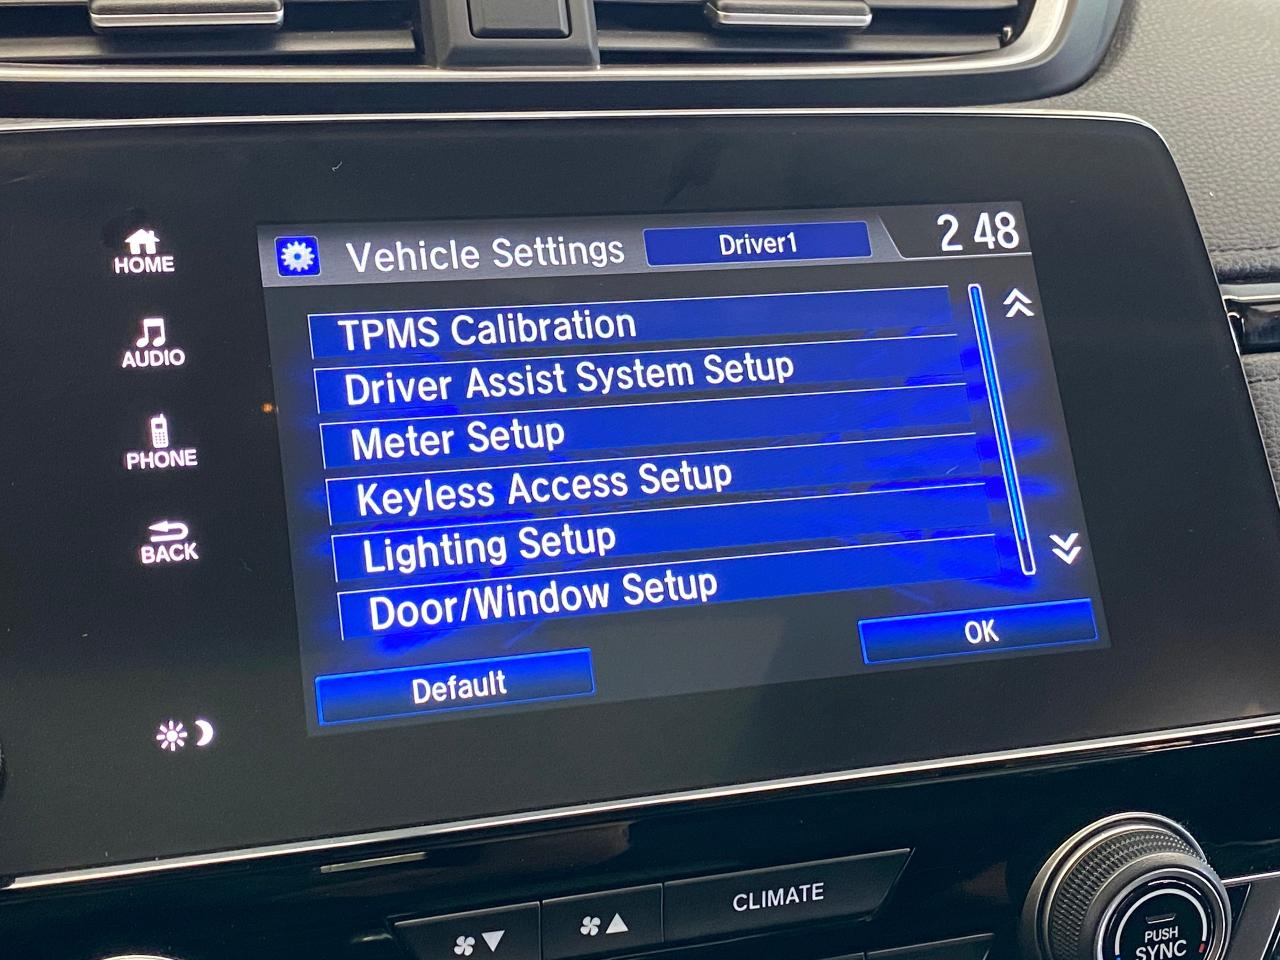 Vehicle Settings
Driver1
2 48
HOME
AUDIO
PHONE
BACK
TPMS Calibration
Driver Assist System Setup
Meter Setup
Keyless Access Setup
Lighting Setup
Door/Window Setup
Default
OK
CLIMATE
PUSH
SYNC